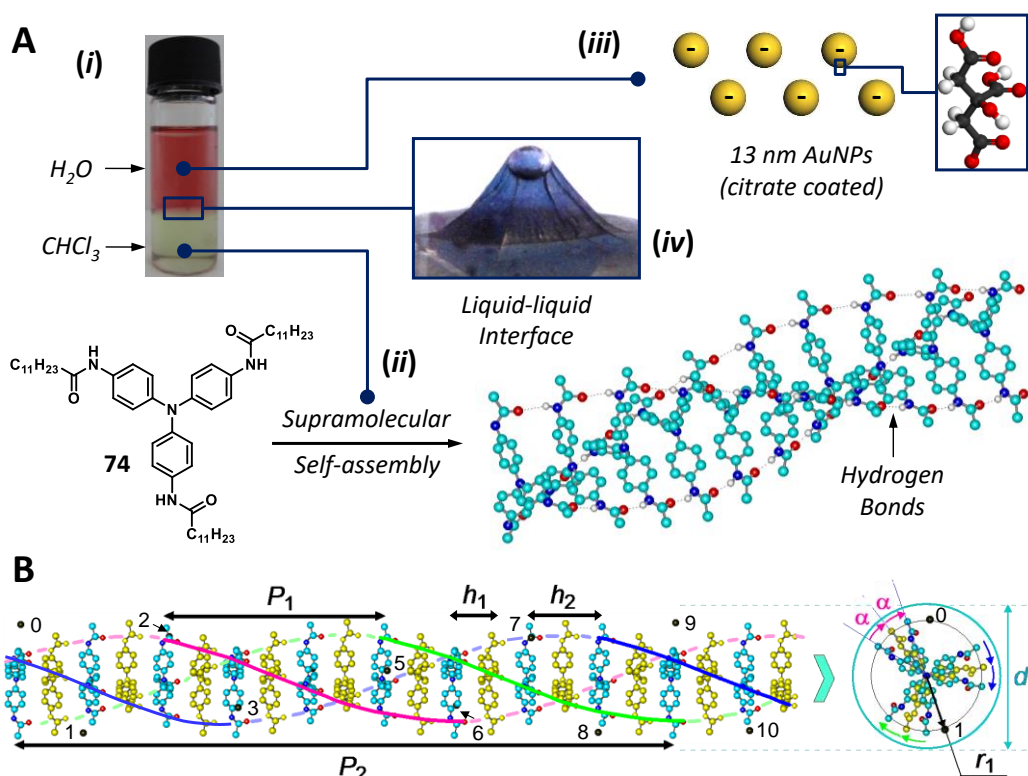 A
(i)
H2O
CHCl3
(iii)
- - -
- - -
13 nm AuNPs
(citrate coated)
(iv)
Liquid-liquid
Interface
C11H23
O
NH
H
N
C11H23
O
N
74
NH
O
C11H23
(ii)
Supramolecular
Self-assembly
Hydrogen
Bonds
B
0
2
P1
h1
h2
7
9
5
1
3
6
8
10
P2
α
α
0
1
d
r1